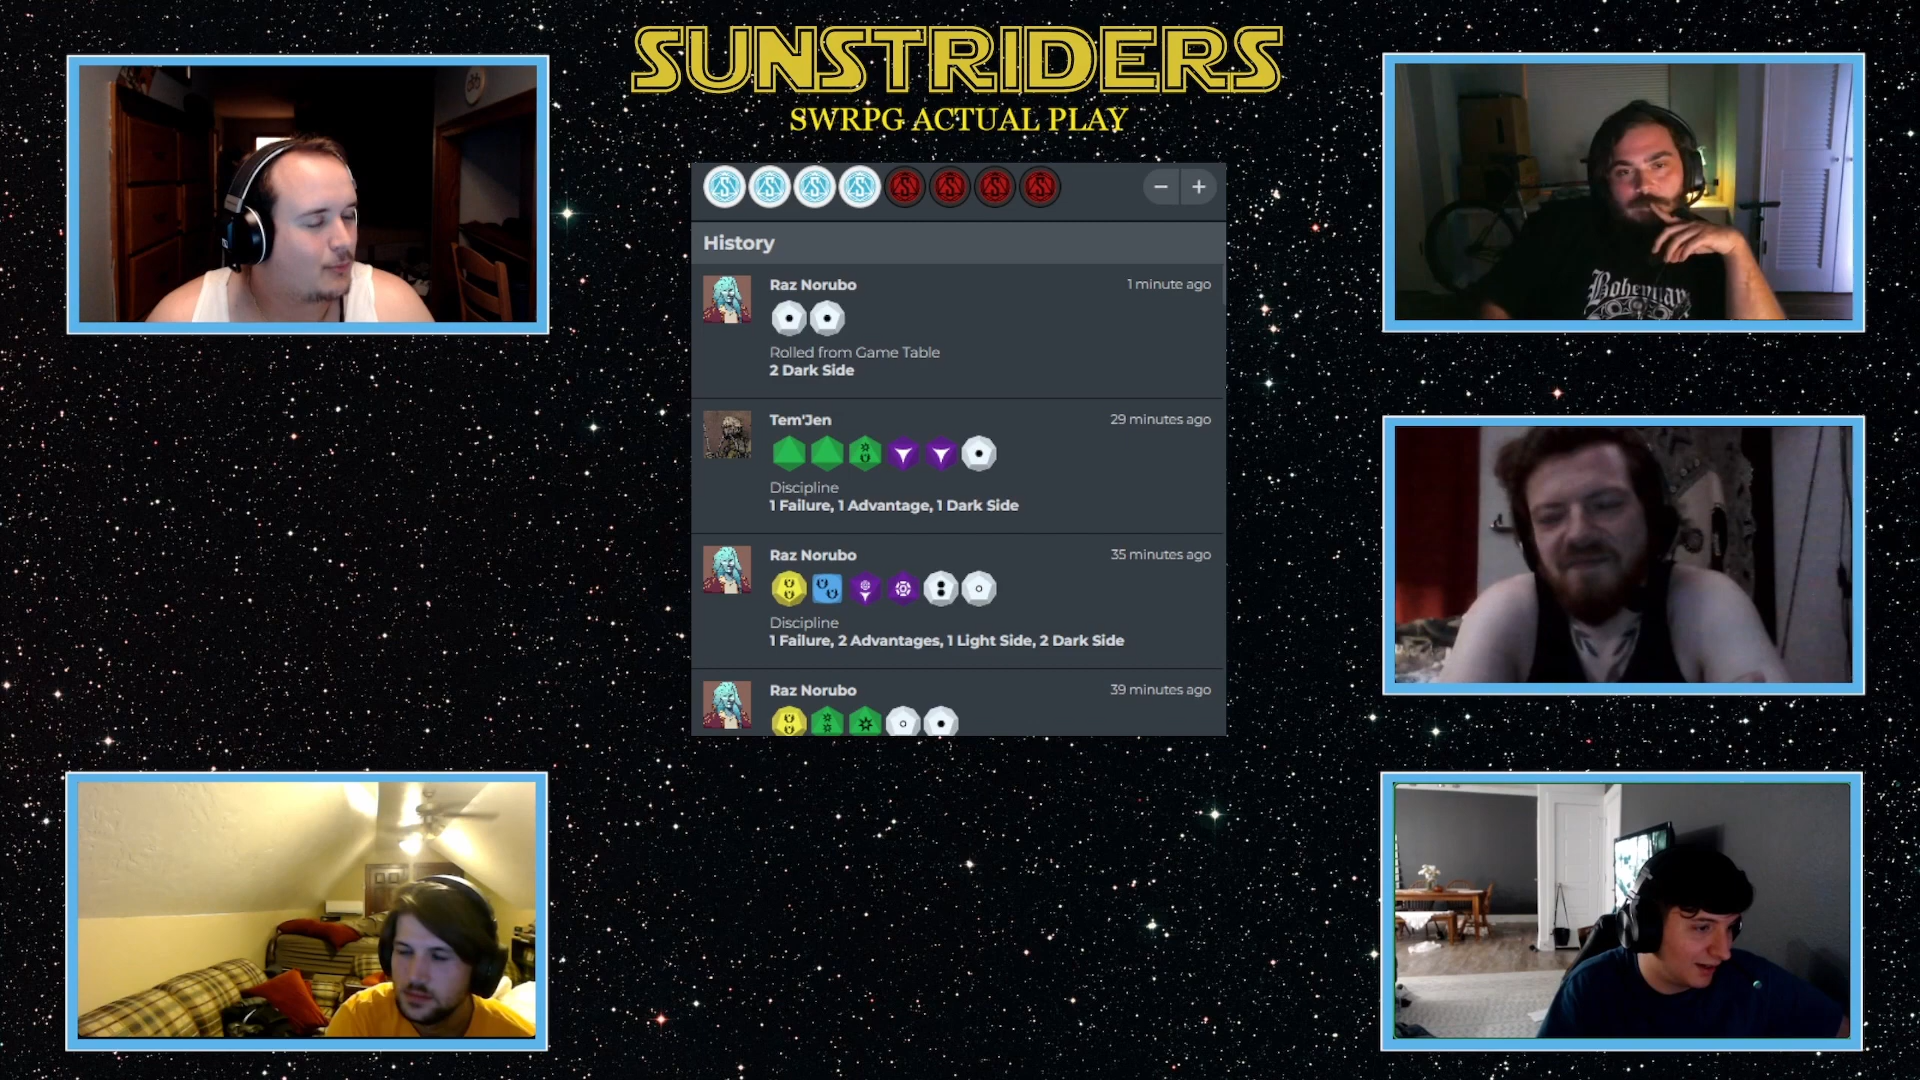 SUNSTRIDERS
SWRPG ACTUAL PLAY
History
Raz Norubo
1 minute ago
Rolled from Game Table
2 Dark Side
Tem'Jen
29 minutes ago
Discipline
1 Failure, 1 Advantage, 1 Dark Side
Raz Norubo
35 minutes ago
Discipline
1 Failure, 2 Advantages, 1 Light Side, 2 Dark Side
Raz Norubo
39 minutes ago